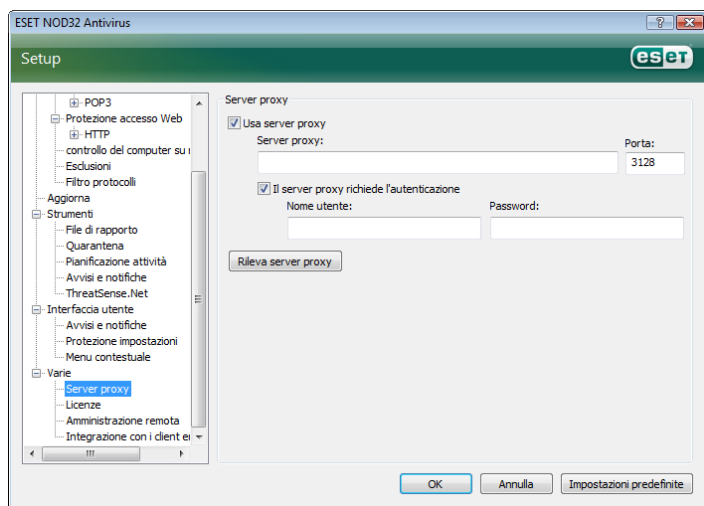 ESET NOD32 Antivirus
Setup
eset
POP3
Protezione accesso Web
HTTP
controllo del computer su
Esclusioni
Filtro protocolli
Aggiorna
Strumenti
File di rapporto
Quarantena
Pianificazione attività
Avvisi e notifiche
ThreatSense.Net
Interfaccia utente
Avvisi e notifiche
Protezione impostazioni
Menu contestuale
Varie
Server proxy
Licenze
Amministrazione remota
Integrazione con i client
Server proxy
Usa server proxy
Server proxy:
Porta:
3128
Il server proxy richiede l'autenticazione
Nome utente:
Password:
Rileva server proxy
OK
Annulla
Impostazioni predefinite